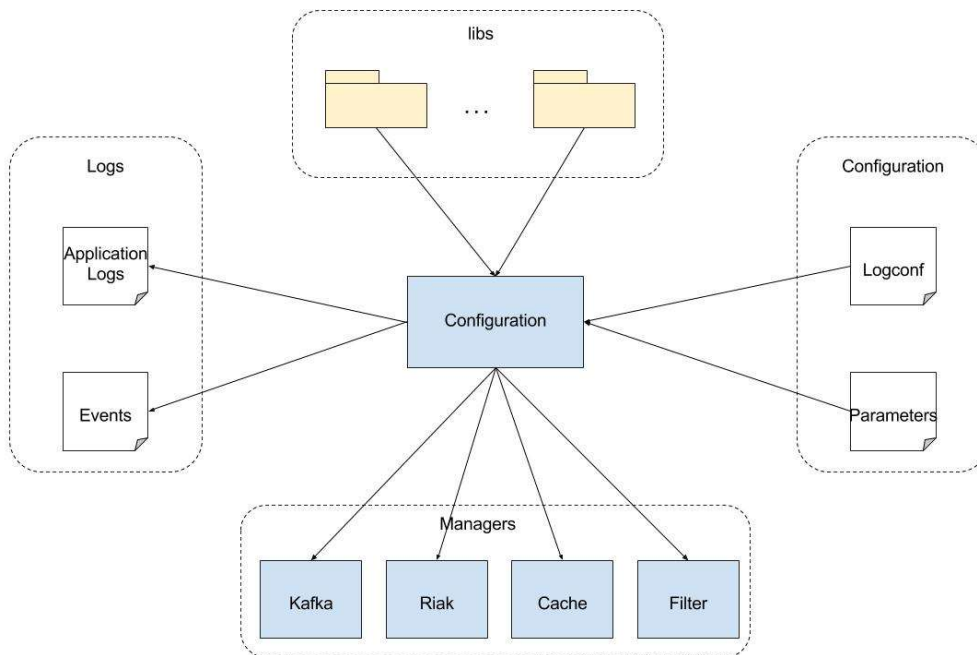 libs
...
Logs
Configuration
Application
Logs
Logconf
Configuration
Events
Parameters
Managers
Kafka
Riak
Cache
Filter